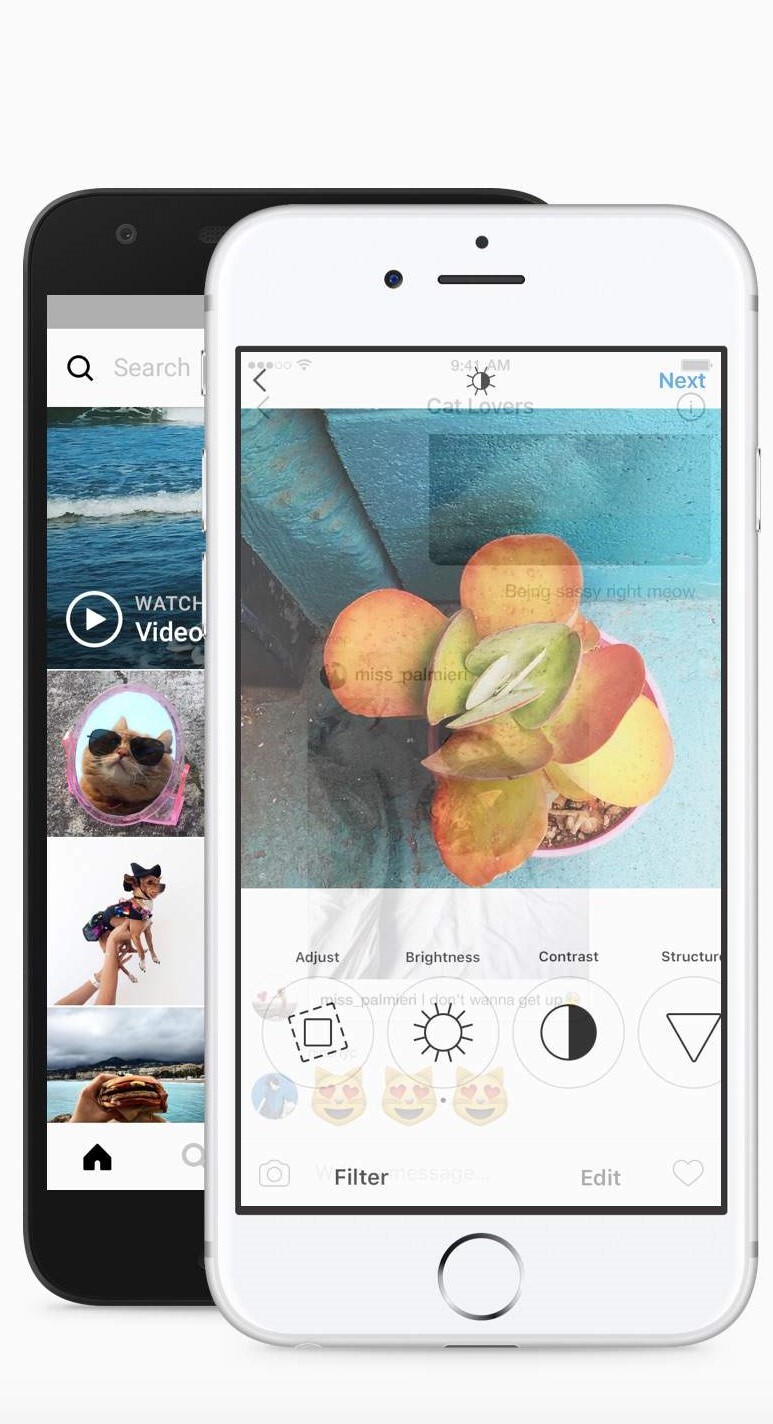 Search
WATCH
Video
9:41 AM
Next
Cat Lovers
Being sassy right meow
miss_palmieri
Adjust
Brightness
Contrast
Structure
miss_palmieri I don't wanna get up
message...
Filter
Edit